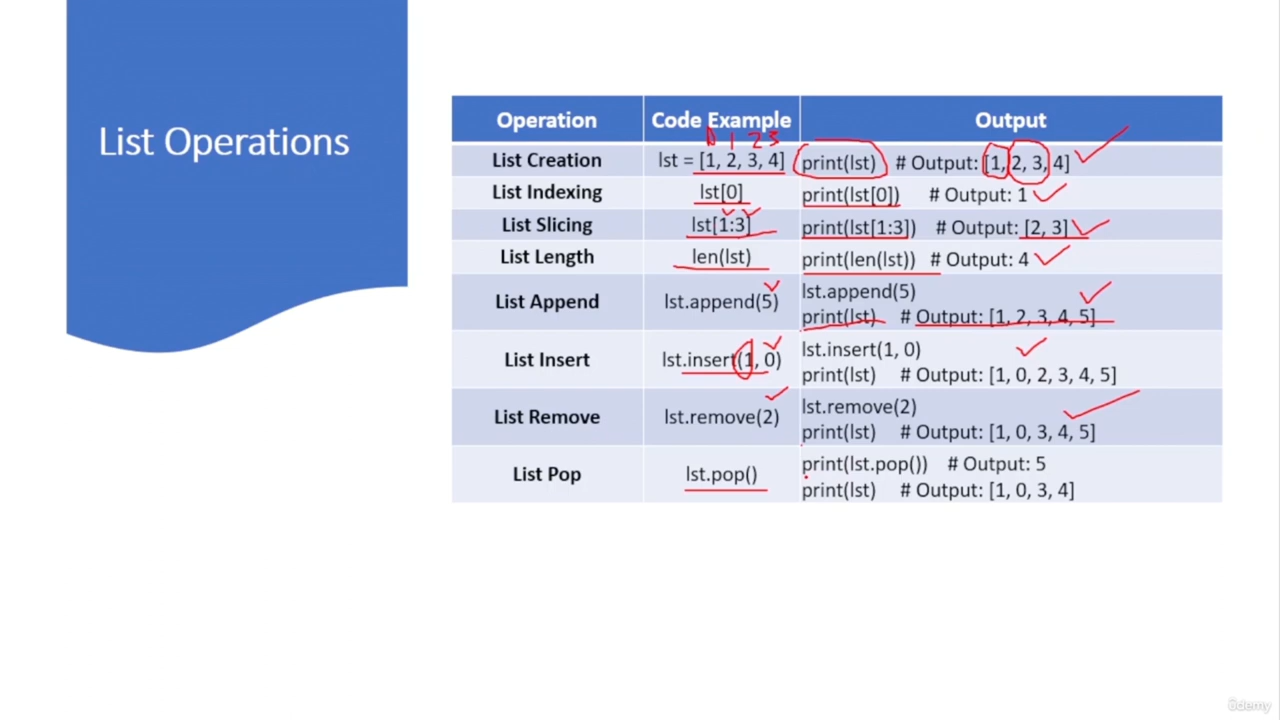 List Operations
Operation Code Example Output
0 1 2 3
List Creation lst = [1, 2, 3, 4] print(lst) # Output: [1, 2, 3, 4]
List Indexing lst[0] print(lst[0]) # Output: 1
List Slicing lst[1:3] print(lst[1:3]) # Output: [2, 3]
List Length len(lst) print(len(lst)) # Output: 4
List Append lst.append(5) lst.append(5)
print(lst) # Output: [1, 2, 3, 4, 5]
List Insert lst.insert(1, 0) lst.insert(1, 0)
print(lst) # Output: [1, 0, 2, 3, 4, 5]
List Remove lst.remove(2) lst.remove(2)
print(lst) # Output: [1, 0, 3, 4, 5]
List Pop lst.pop() print(lst.pop()) # Output: 5
print(lst) # Output: [1, 0, 3, 4]
ûdemy